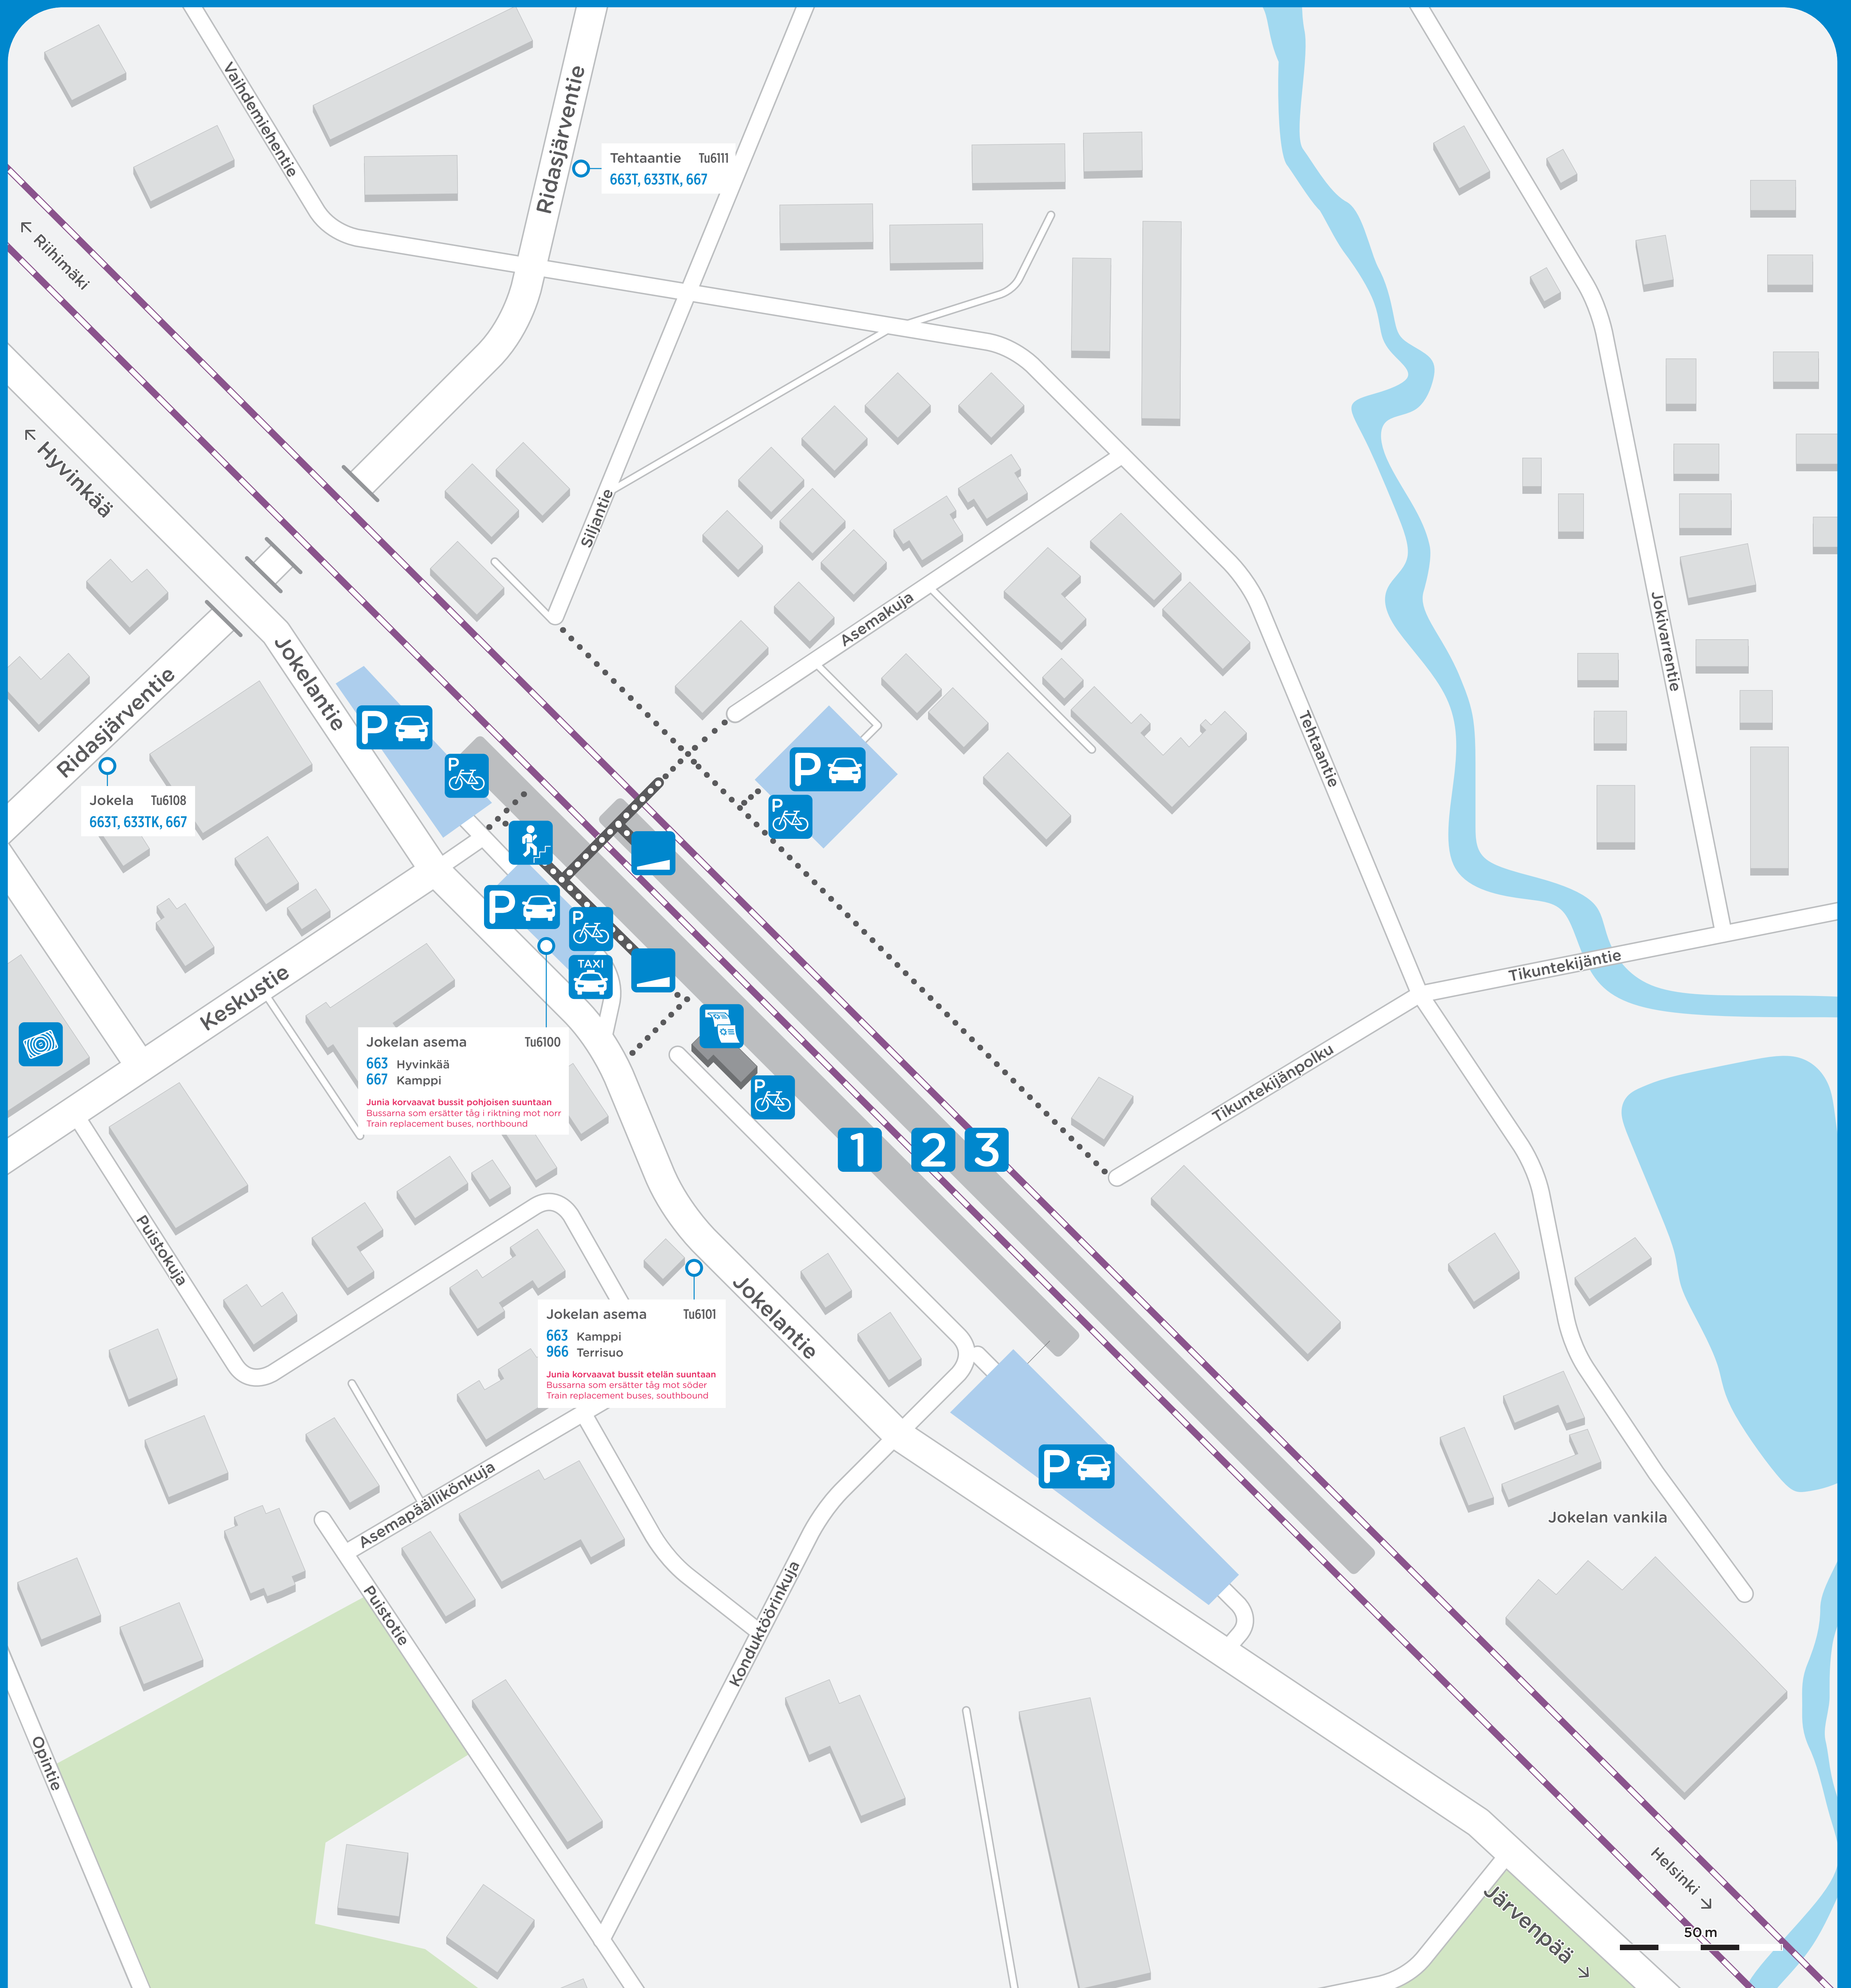 Vaihdemiehentie
Ridasjärventie
Tehtaantie Tu6111
663T, 633TK, 667
↖ Riihimäki
↖ Hyvinkää
Siljantie
Asemakuja
Jokivarrentie
Jokelantie
Ridasjärventie
P
P
P
P
Tehtaantie
Jokela Tu6108
663T, 633TK, 667
P
P
TAXI
Tikuntekijäntie
Keskustie
Jokelan asema Tu6100
663 Hyvinkää
667 Kamppi
Junia korvaavat bussit pohjoisen suuntaan
Bussarna som ersätter tåg i riktning mot norr
Train replacement buses, northbound
P
Tikuntekijänpolku
1 2 3
Puistokuja
Jokelantie
Jokelan asema Tu6101
663 Kamppi
966 Terrisuo
Junia korvaavat bussit etelän suuntaan
Bussarna som ersätter tåg mot söder
Train replacement buses, southbound
P
Asemapäällikönkuja
Jokelan vankila
Puistotie
Konduktöörinkuja
Opintie
Helsinki ↘
Järvenpää ↘
50 m